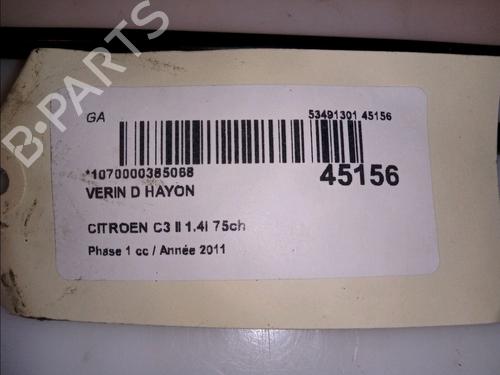 GA
53491301 45156
*1070000385068
45156
VERIN D HAYON
CITROEN C3 II 1.4I 75ch
Phase 1 cc / Année 2011
B-PARTS